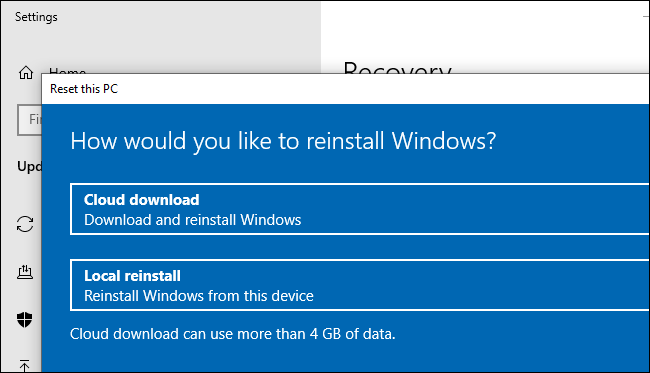 Settings
Home
Recovery
Reset this PC
Fin
Upd
How would you like to reinstall Windows?
Cloud download
Download and reinstall Windows
Local reinstall
Reinstall Windows from this device
Cloud download can use more than 4 GB of data.